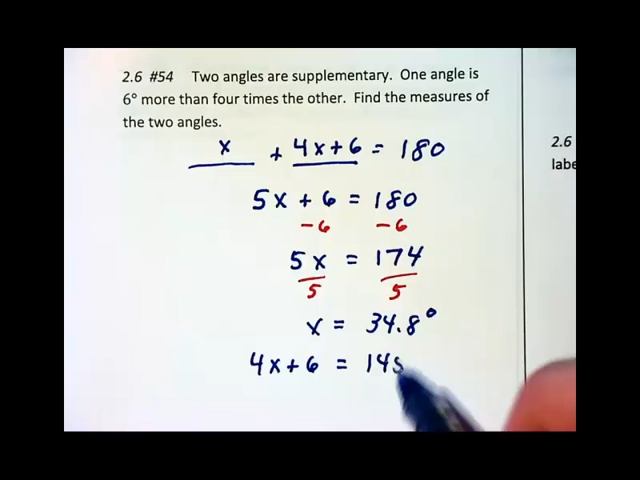 2.6 #54 Two angles are supplementary. One angle is
6° more than four times the other. Find the measures of
the two angles.
x + 4x+6 = 180
5x + 6 = 180
-6 -6
5x = 174
5 5
x = 34.8°
4x+6 = 145
2.6
labe